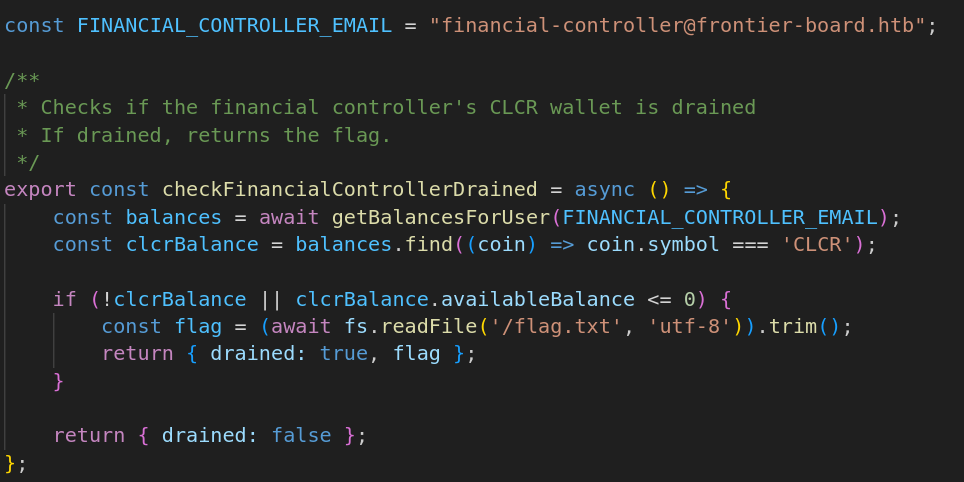 const FINANCIAL_CONTROLLER_EMAIL = "financial-controller@frontier-board.htb";

/**
 * Checks if the financial controller's CLCR wallet is drained
 * If drained, returns the flag.
 */
export const checkFinancialControllerDrained = async () => {
    const balances = await getBalancesForUser(FINANCIAL_CONTROLLER_EMAIL);
    const clcrBalance = balances.find((coin) => coin.symbol === 'CLCR');

    if (!clcrBalance || clcrBalance.availableBalance <= 0) {
        const flag = (await fs.readFile('/flag.txt', 'utf-8')).trim();
        return { drained: true, flag };
    }

    return { drained: false };
};